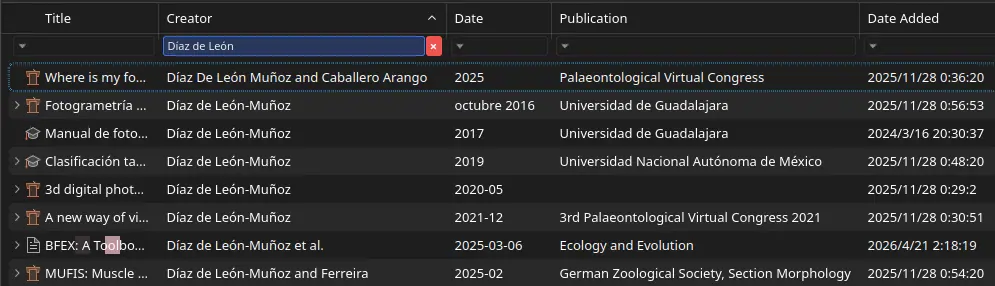 Title Creator Date Publication Date Added
Díaz de León
Where is my fo... Díaz De León Muñoz and Caballero Arango 2025 Palaeontological Virtual Congress 2025/11/28 0:36:20
Fotogrametría ... Díaz de León-Muñoz octubre 2016 Universidad de Guadalajara 2025/11/28 0:56:53
Manual de foto... Díaz de León-Muñoz 2017 Universidad de Guadalajara 2024/3/16 20:30:37
Clasificación ta... Díaz de León-Muñoz 2019 Universidad Nacional Autónoma de México 2025/11/28 0:48:20
3d digital phot... Díaz de León-Muñoz 2020-05 2025/11/28 0:29:2
A new way of vi... Díaz de León-Muñoz 2021-12 3rd Palaeontological Virtual Congress 2021 2025/11/28 0:30:51
BFEX: A Toolbo... Díaz de León-Muñoz et al. 2025-03-06 Ecology and Evolution 2026/4/21 2:18:19
MUFIS: Muscle ... Díaz de León-Muñoz and Ferreira 2025-02 German Zoological Society, Section Morphology 2025/11/28 0:54:20